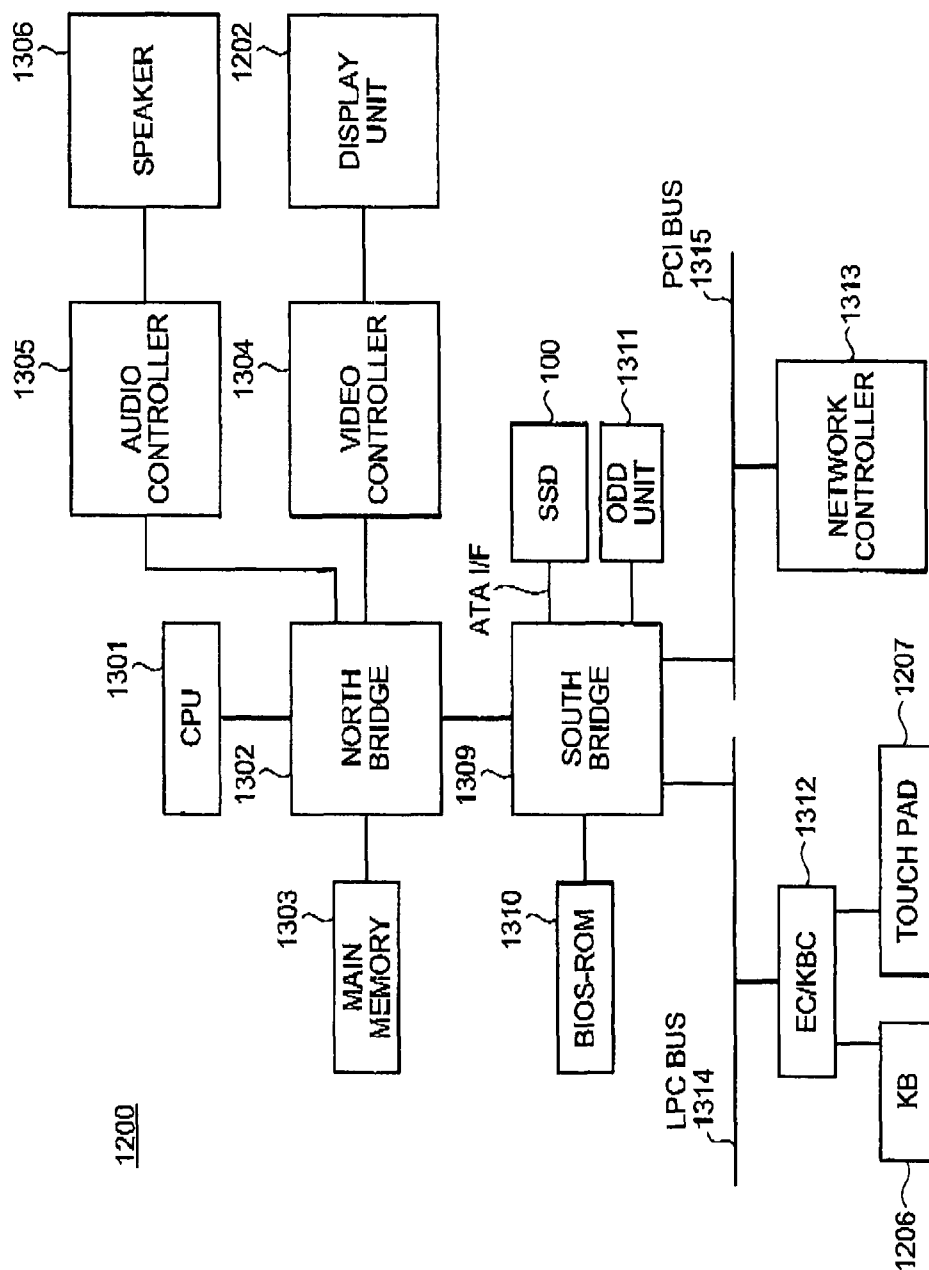 1200
1301
CPU
1302
NORTH
BRIDGE
1303
MAIN
MEMORY
1305
AUDIO
CONTROLLER
1306
SPEAKER
1304
VIDEO
CONTROLLER
1202
DISPLAY
UNIT
1309
SOUTH
BRIDGE
1310
BIOS-ROM
ATA I/F
SSD
100
ODD
UNIT
1311
LPC BUS
1314
PCI BUS
1315
EC/KBC
1312
NETWORK
CONTROLLER
1313
KB
1206
TOUCH PAD
1207